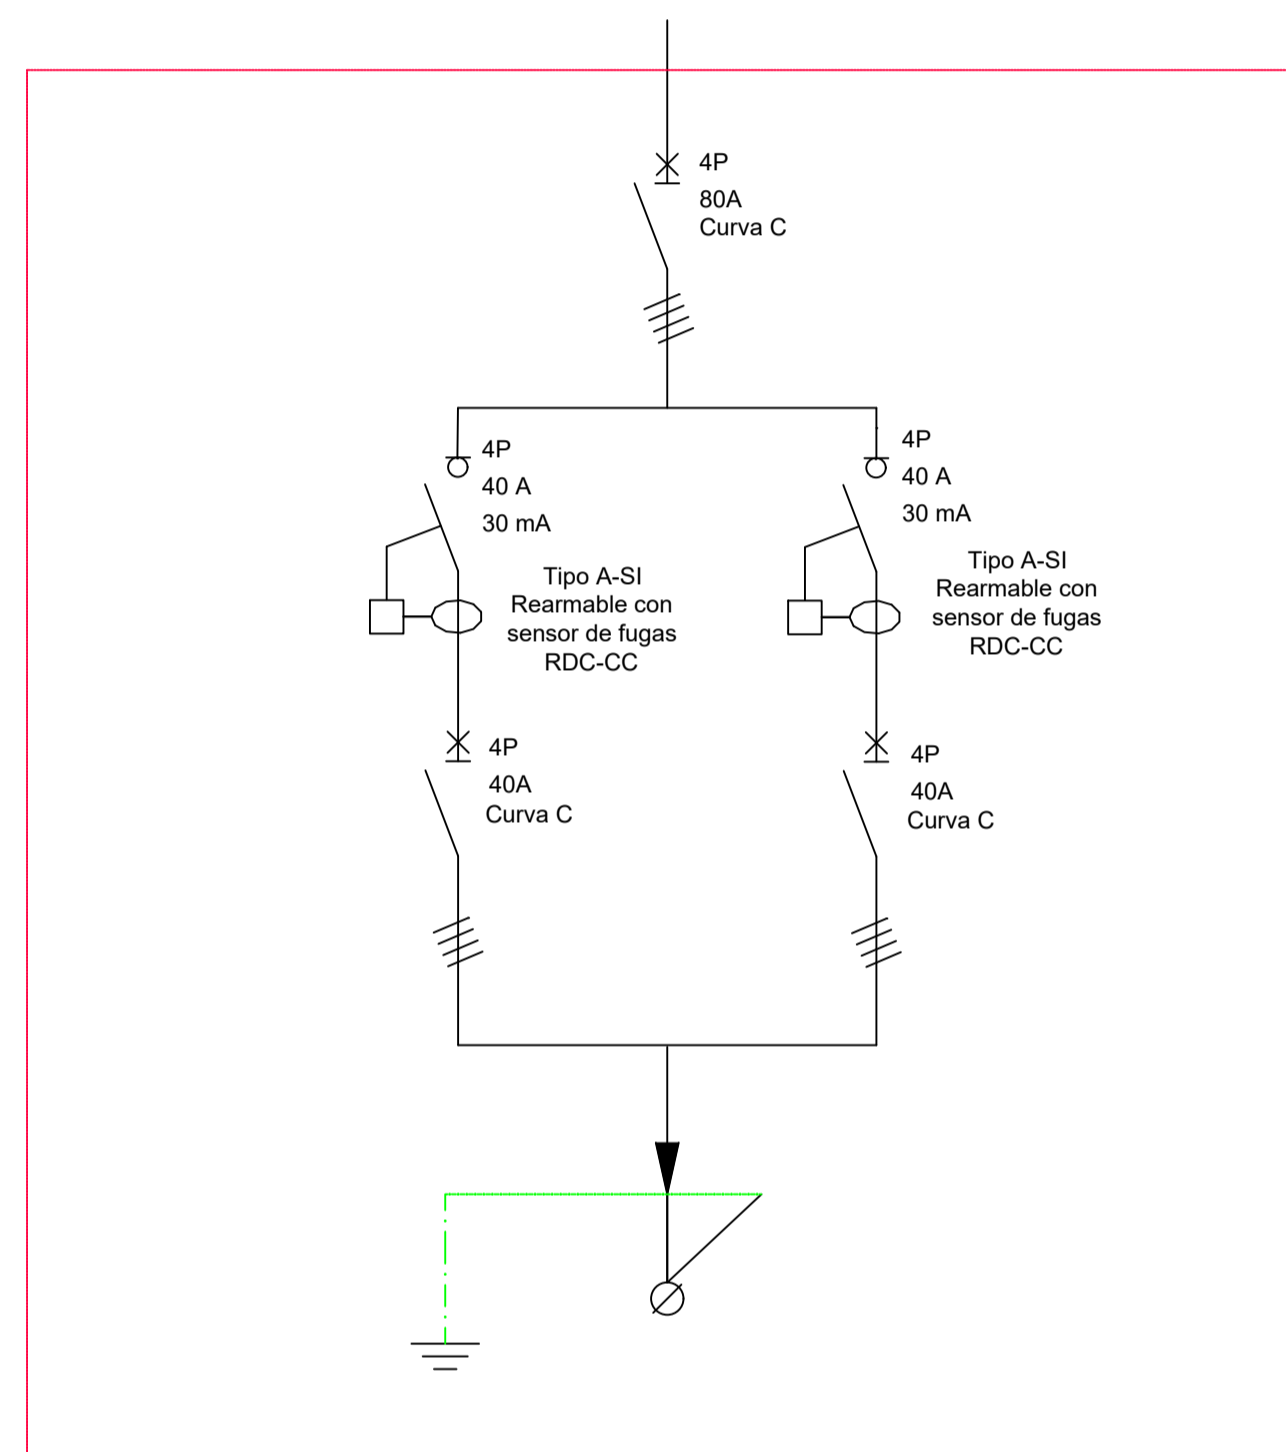 4P
80A
Curva C
4P
40 A
30 mA
Tipo A-SI
Rearmable con
sensor de fugas
RDC-CC
4P
40 A
30 mA
Tipo A-SI
Rearmable con
sensor de fugas
RDC-CC
4P
40A
Curva C
4P
40A
Curva C